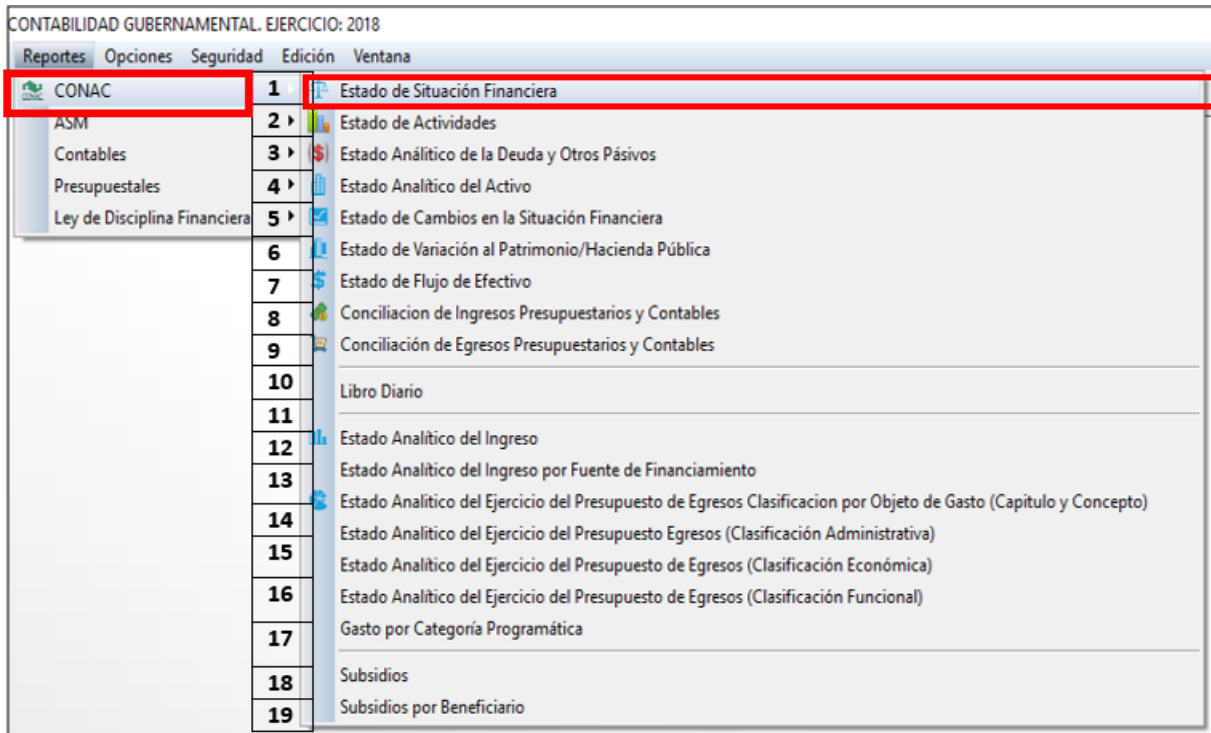 CONTABILIDAD GUBERNAMENTAL. EJERCICIO: 2018
Reportes Opciones Seguridad Edición Ventana
CONAC
ASM
Contables
Presupuestales
Ley de Disciplina Financiera
1 Estado de Situación Financiera
2 Estado de Actividades
3 Estado Análitico de la Deuda y Otros Pásivos
4 Estado Analítico del Activo
5 Estado de Cambios en la Situación Financiera
6 Estado de Variación al Patrimonio/Hacienda Pública
7 Estado de Flujo de Efectivo
8 Conciliacion de Ingresos Presupuestarios y Contables
9 Conciliación de Egresos Presupuestarios y Contables
10 Libro Diario
11
12 Estado Analítico del Ingreso
13 Estado Analítico del Ingreso por Fuente de Financiamiento
Estado Analítico del Ejercicio del Presupuesto de Egresos Clasificacion por Objeto de Gasto (Capitulo y Concepto)
14 Estado Analítico del Ejercicio del Presupuesto Egresos (Clasificación Administrativa)
15 Estado Analítico del Ejercicio del Presupuesto de Egresos (Clasificación Económica)
16 Estado Analítico del Ejercicio del Presupuesto de Egresos (Clasificación Funcional)
17 Gasto por Categoría Programática
18 Subsidios
19 Subsidios por Beneficiario